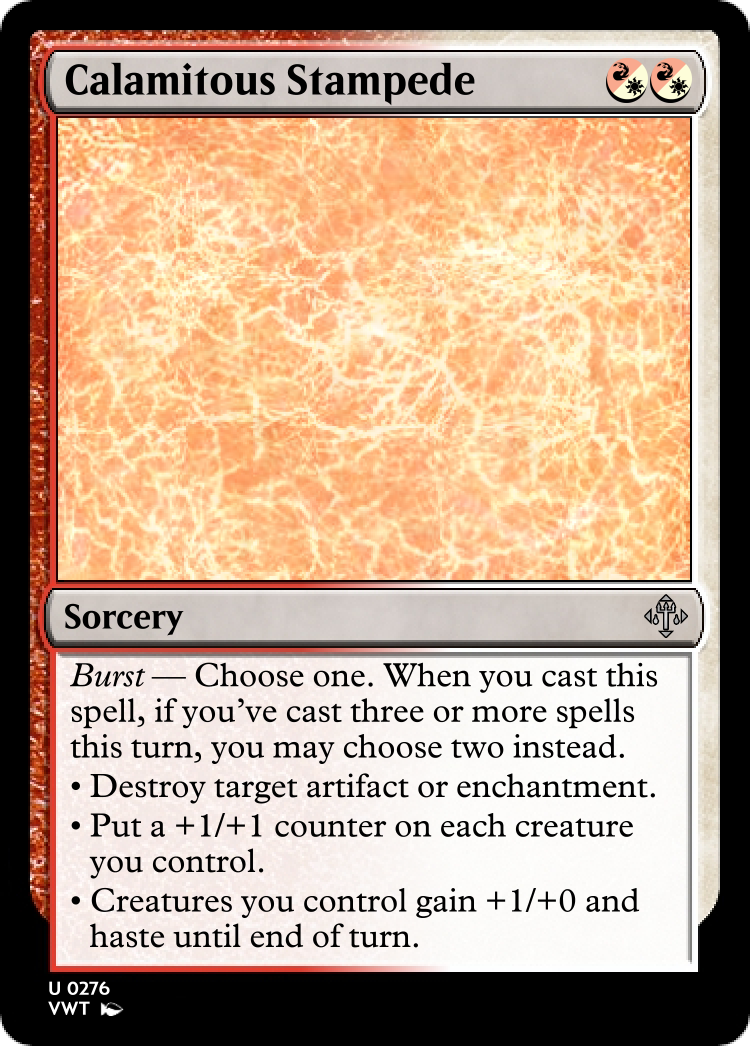 Calamitous Stampede
Sorcery
Burst — Choose one. When you cast this
spell, if you've cast three or more spells
this turn, you may choose two instead.
• Destroy target artifact or enchantment.
• Put a +1/+1 counter on each creature
you control.
• Creatures you control gain +1/+0 and
haste until end of turn.
U 0276
VWT